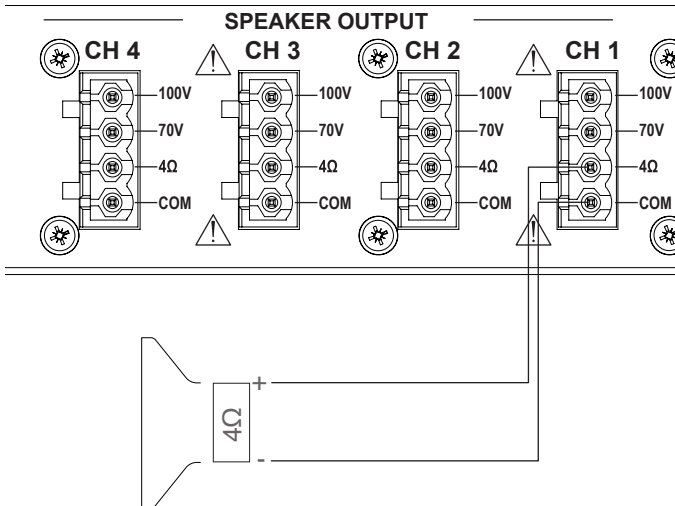 SPEAKER OUTPUT
CH 4 CH 3 CH 2 CH 1
100V 100V 100V 100V
70V 70V 70V 70V
4Ω 4Ω 4Ω 4Ω
COM COM COM COM
+
4Ω
-